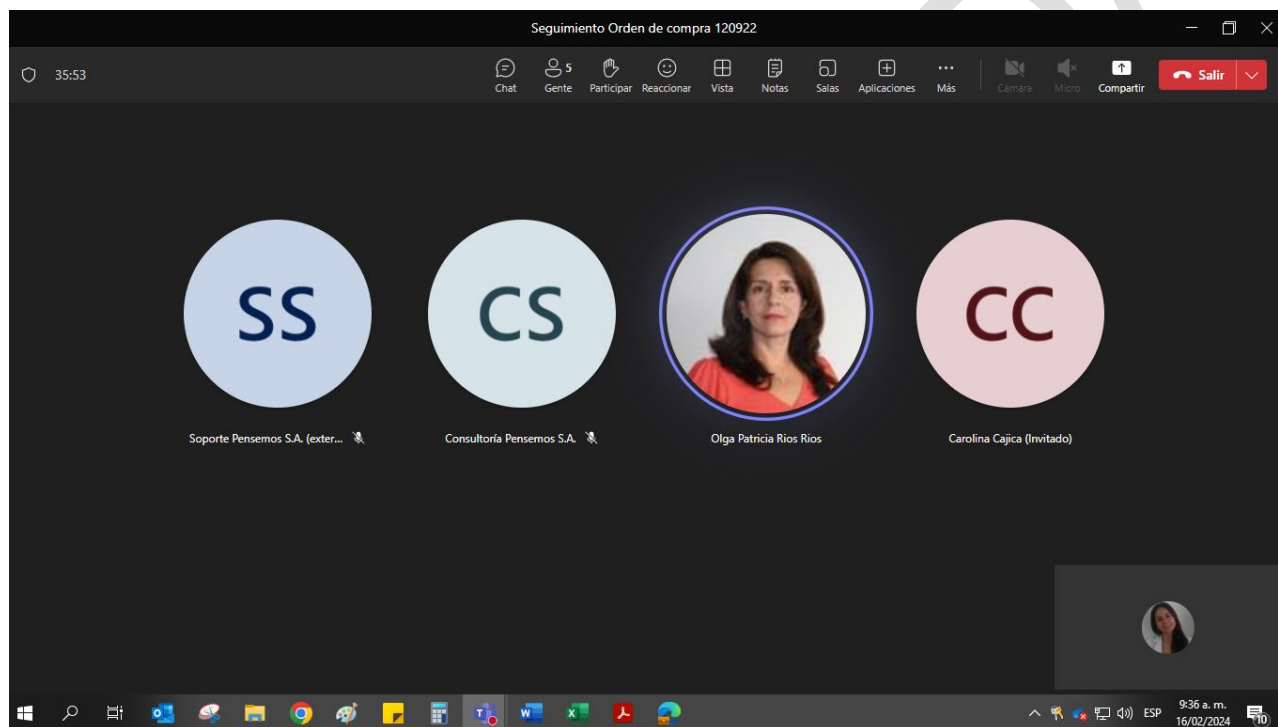 Seguimiento Orden de compra 120922
35:53
5
Chat Gente Participar Reaccionar Vista Notas Salas Aplicaciones Más Cámara Micro Compartir Salir
SS CS CC
Soporte Pensemos S.A. (exter... Consultoría Pensemos S.A. Olga Patricia Rios Rios Carolina Cajica (Invitado)
ESP 9:36 a. m.
16/02/2024